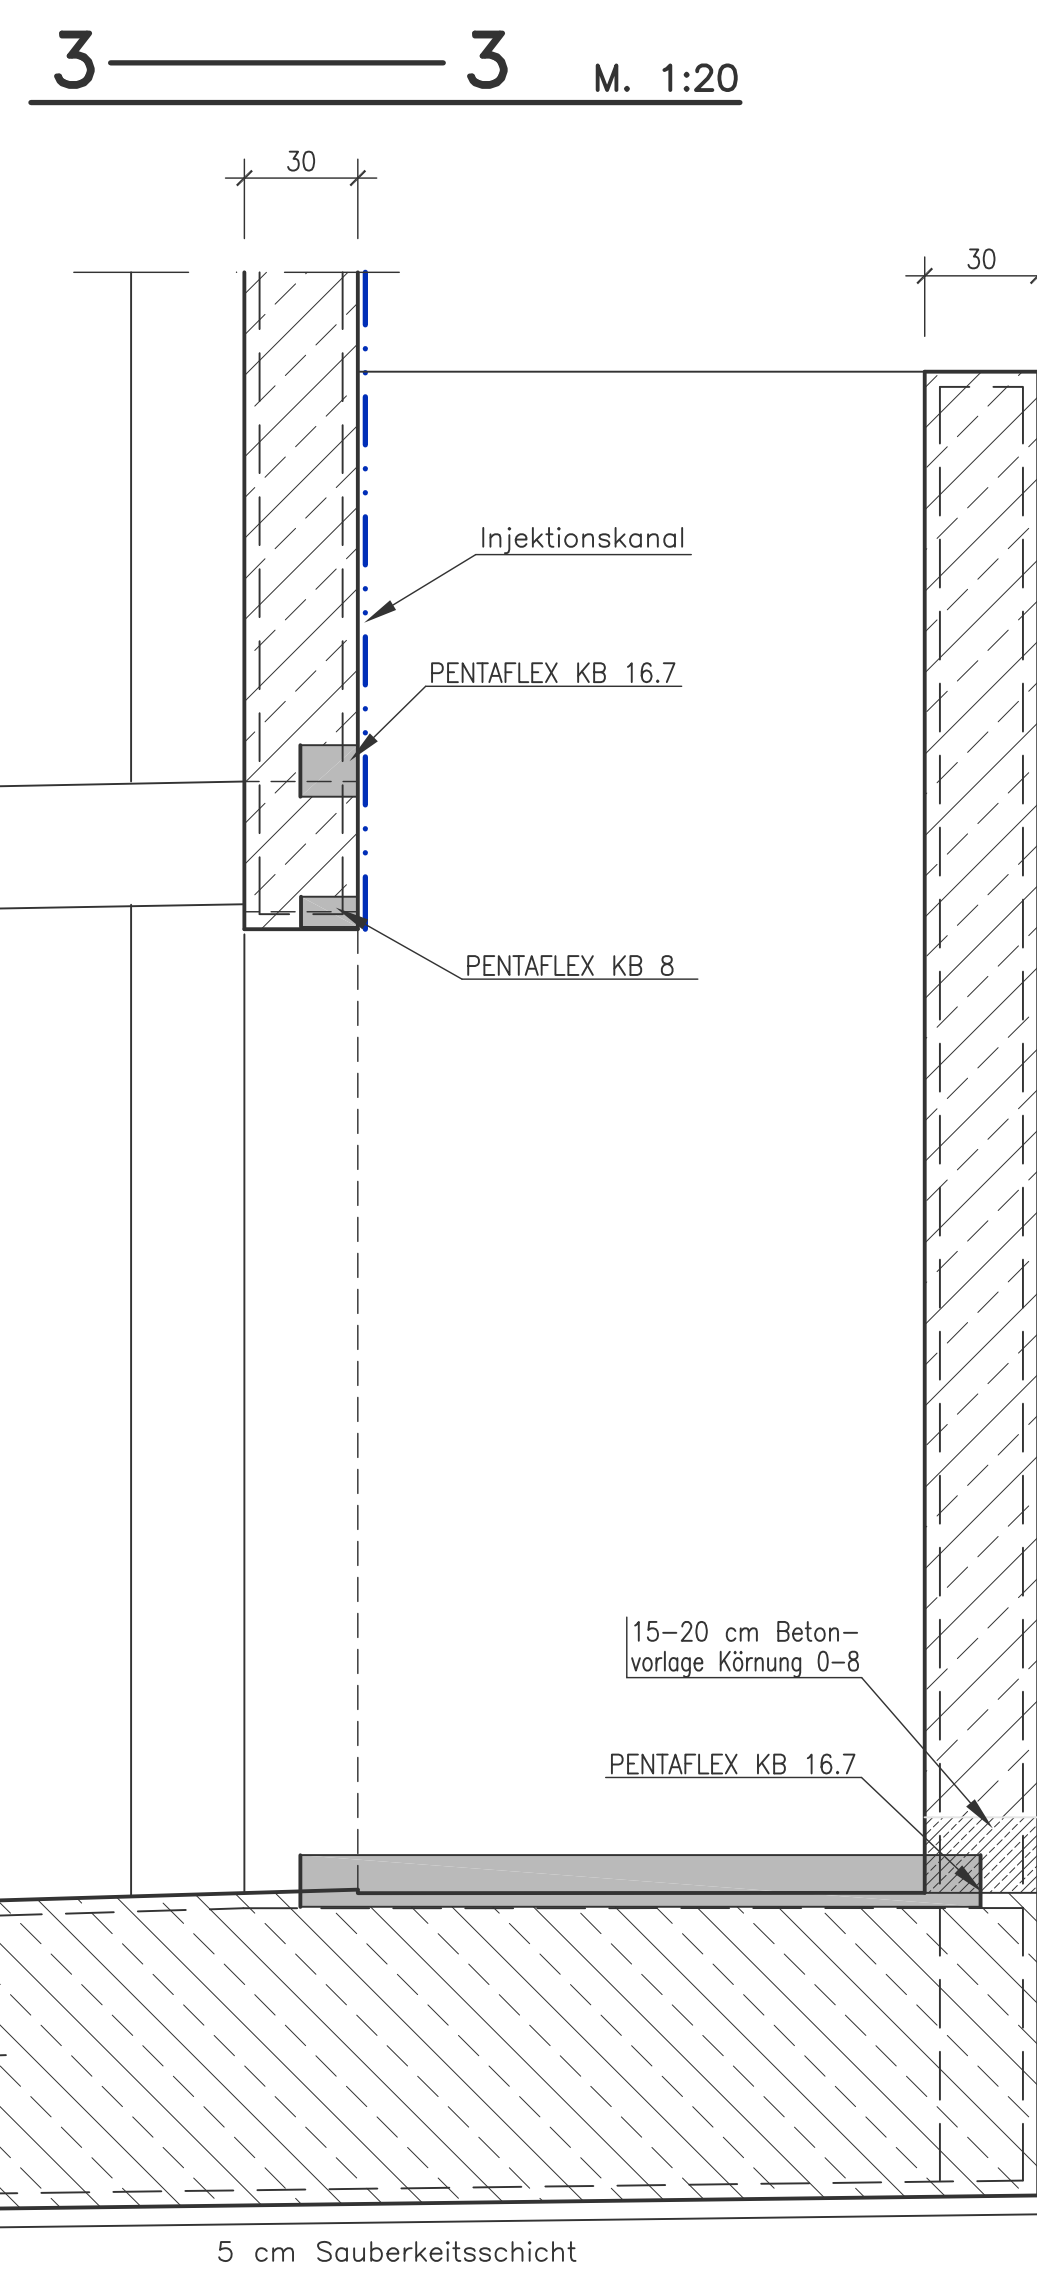 3 3 M. 1:20
30
30
Injektionskanal
PENTAFLEX KB 16.7
PENTAFLEX KB 8
15-20 cm Beton-
vorlage Körnung 0-8
PENTAFLEX KB 16.7
5 cm Sauberkeitsschicht